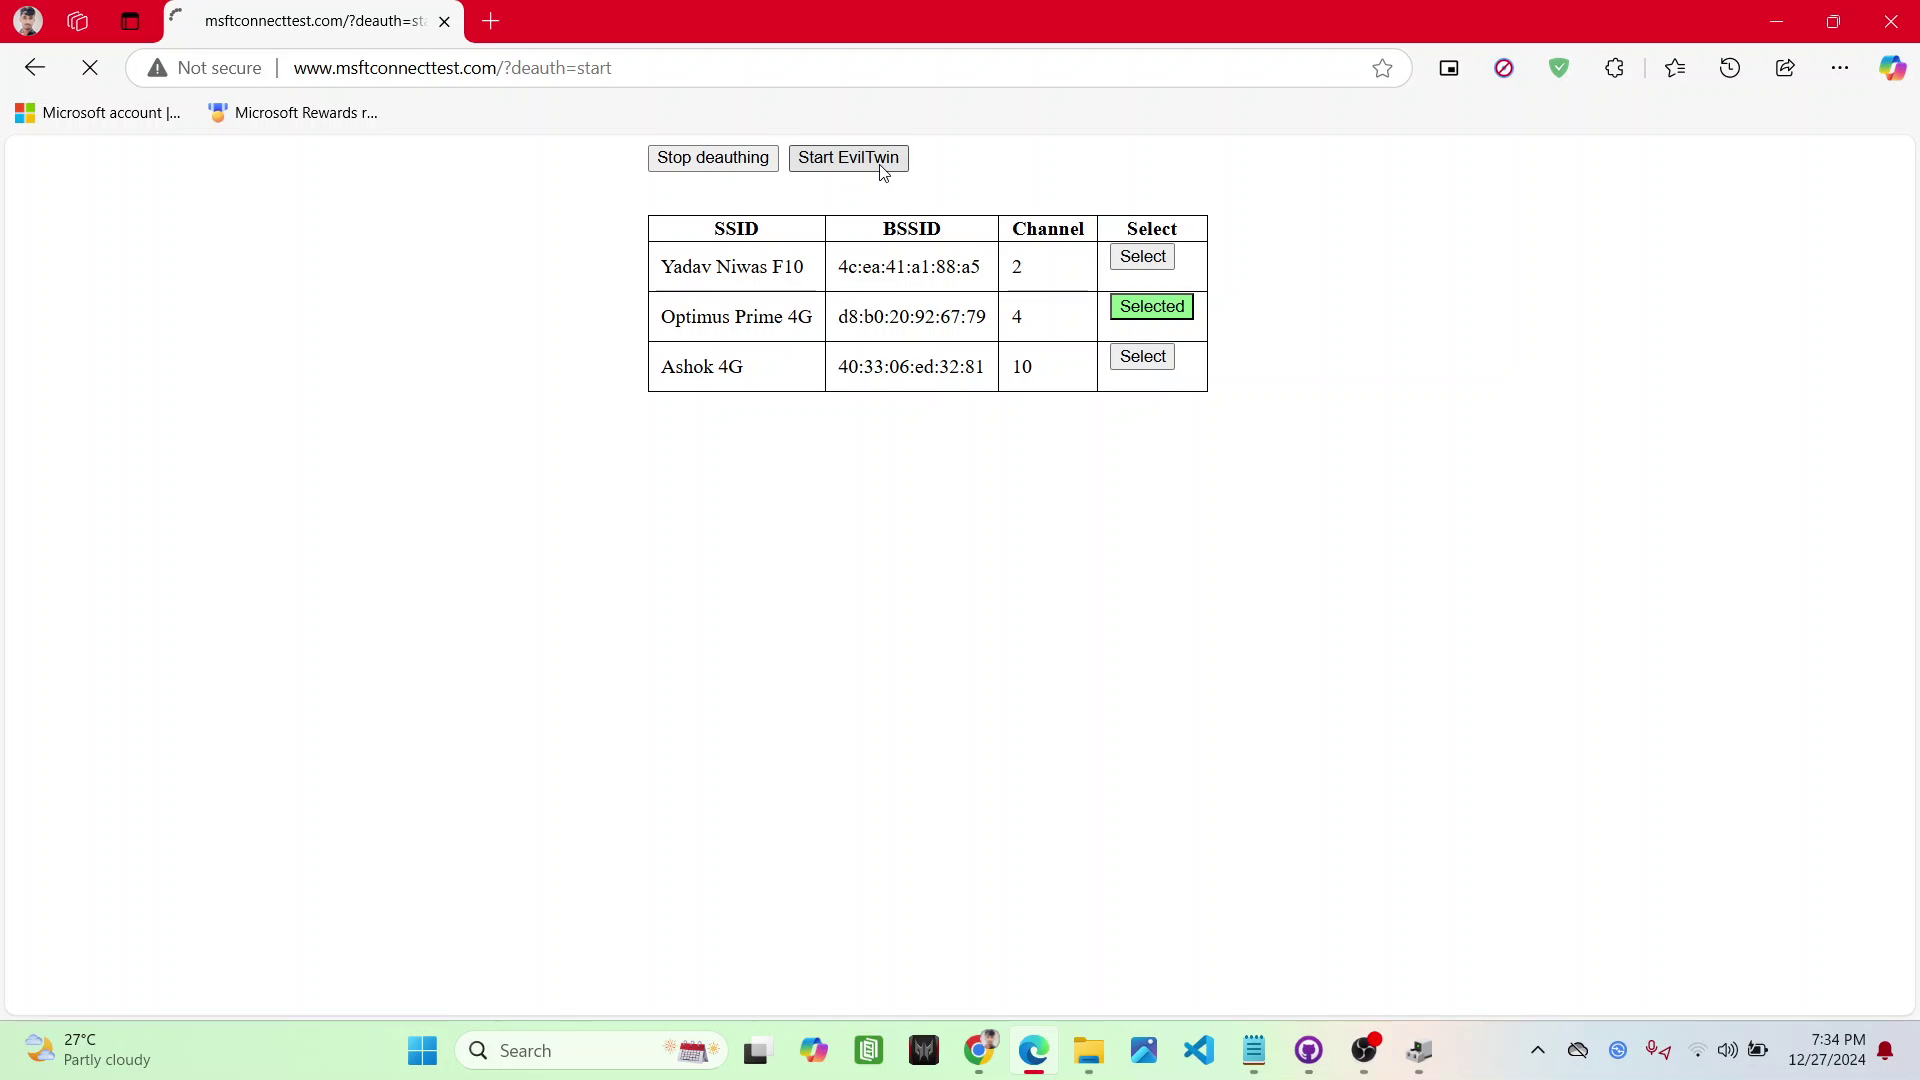 msftconnecttest.com/?deauth=sta
Not secure
www.msftconnecttest.com/?deauth=start
Microsoft account |...
Microsoft Rewards r...
Stop deauthing
Start EvilTwin
SSID BSSID Channel Select
Yadav Niwas F10 4c:ea:41:a1:88:a5 2 Select
Optimus Prime 4G d8:b0:20:92:67:79 4 Selected
Ashok 4G 40:33:06:ed:32:81 10 Select
27°C
Partly cloudy
Search
7:34 PM
12/27/2024